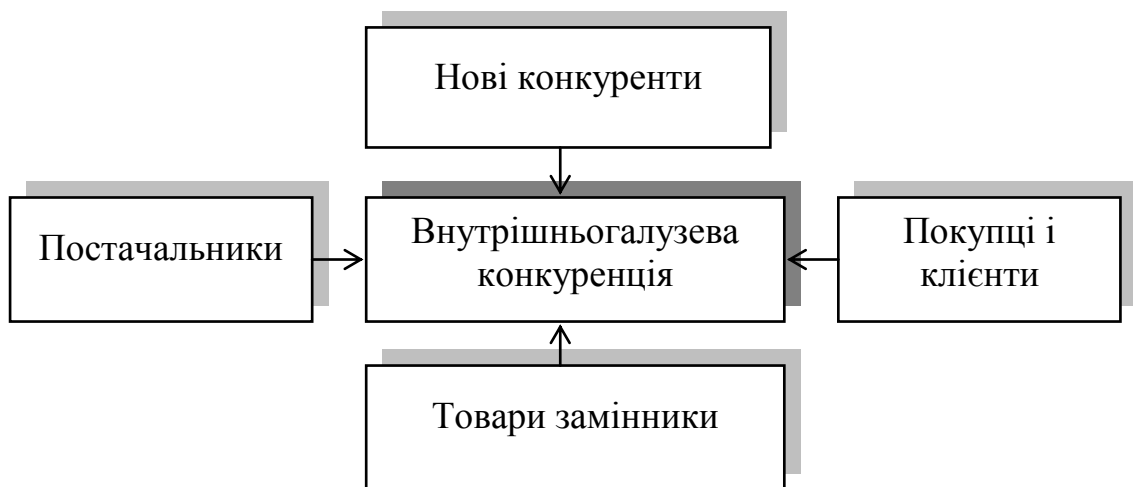 Нові конкуренти
Постачальники
Внутрішньогалузева
конкуренція
Покупці і
клієнти
Товари замінники